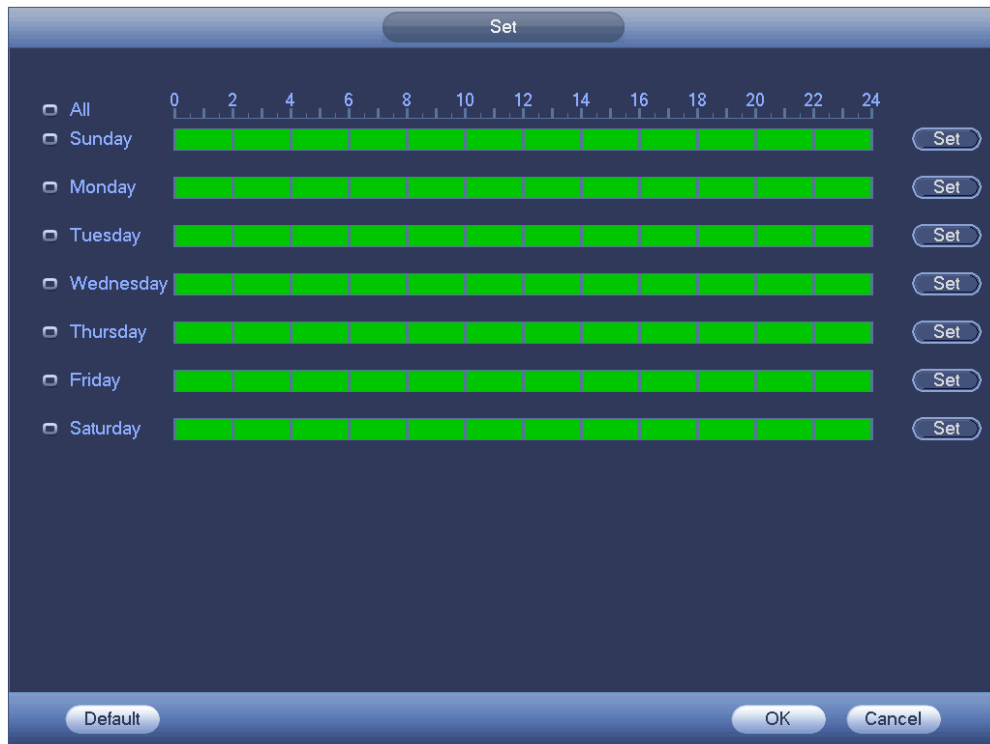 Set
All 0 2 4 6 8 10 12 14 16 18 20 22 24
Sunday Set
Monday Set
Tuesday Set
Wednesday Set
Thursday Set
Friday Set
Saturday Set
Default OK Cancel